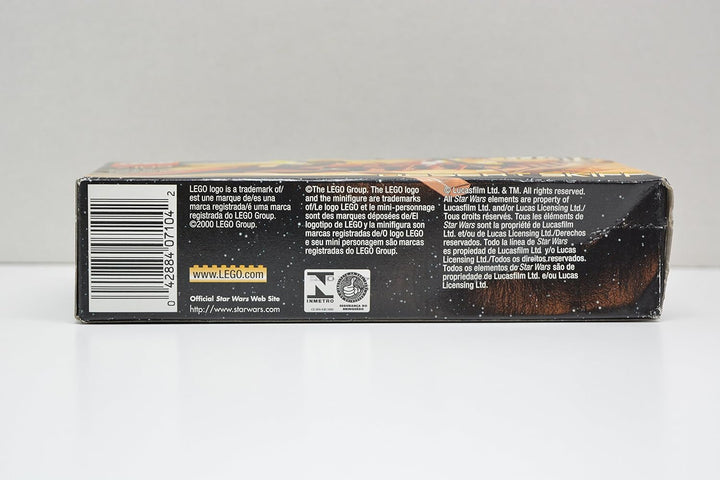 0 42884 07104 2
LEGO logo is a trademark of/
est une marque de/es una
marca registrada/é uma marca
registrada do LEGO Group.
©2000 LEGO Group.
www.LEGO.com
Official Star Wars Web Site
http://www.starwars.com
©The LEGO Group. The LEGO logo
and the minifigure are trademarks
of/Le logo LEGO et le mini-personnage
sont des marques déposées de/El
logotipo de LEGO y la minifigura son
marcas registradas de/O logo LEGO
e seu mini personagem são marcas
registradas do LEGO Group.
N
INMETRO
SEGURANÇA DO
BRINQUEDO
© Lucasfilm Ltd. & TM. All rights reserved.
All Star Wars elements are property of
Lucasfilm Ltd. and/or Lucas Licensing Ltd./
Tous droits réservés. Tous les éléments de
Star Wars sont la propriété de Lucasfilm
Ltd. et/ou de Lucas Licensing Ltd./Derechos
reservados. Todo la línea de Star Wars
es propiedad de Lucasfilm Ltd. y/o Lucas
Licensing Ltd./Todos os direitos reservados.
Todos os elementos do Star Wars são de
propriedade de Lucasfilm Ltd. e/ou Lucas
Licensing Ltd.